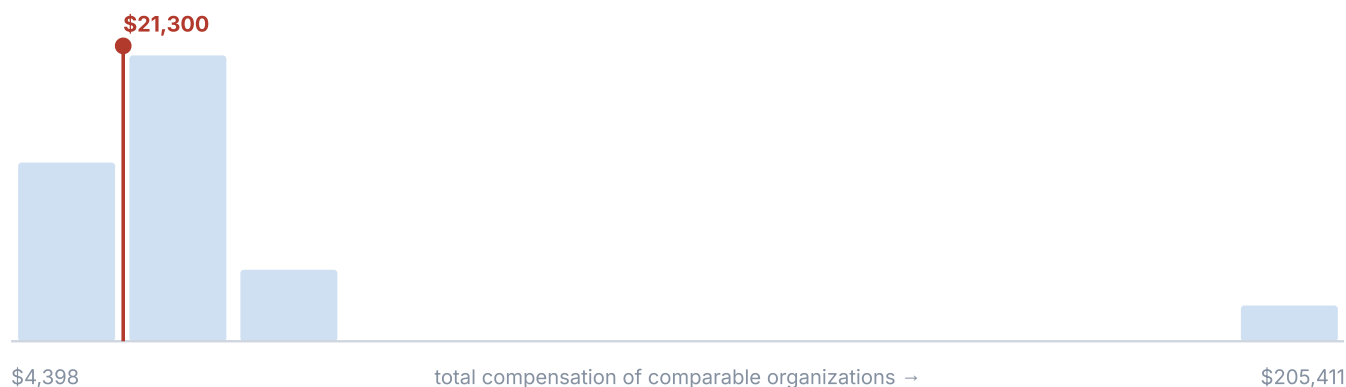 $21,300
$4,398
total compensation of comparable organizations →
$205,411